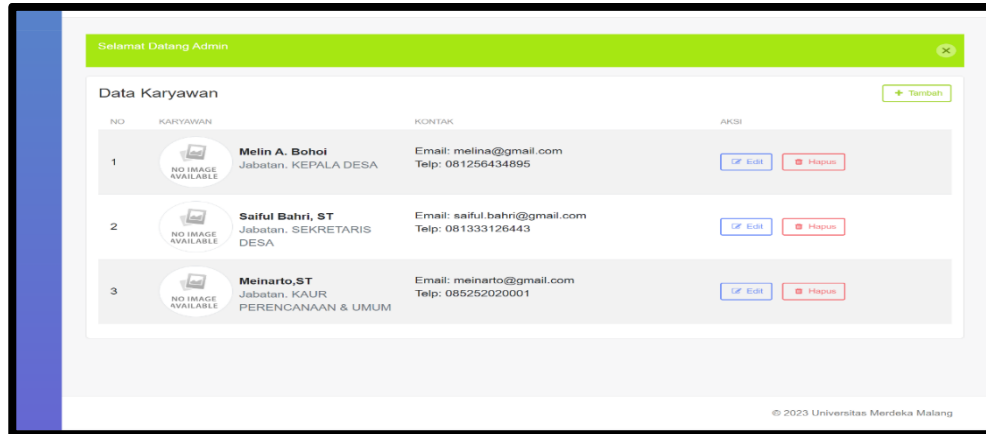 Selamat Datang Admin
Data Karyawan
+ Tambah
NO KARYAWAN KONTAK AKSI
1
NO IMAGE
AVAILABLE
Melin A. Bohoi
Jabatan. KEPALA DESA
Email: melina@gmail.com
Telp: 081256434895
Edit
Hapus
2
NO IMAGE
AVAILABLE
Saiful Bahri, ST
Jabatan. SEKRETARIS
DESA
Email: saiful.bahri@gmail.com
Telp: 081333126443
Edit
Hapus
3
NO IMAGE
AVAILABLE
Meinarto,ST
Jabatan. KAUR
PERENCANAAN & UMUM
Email: meinarto@gmail.com
Telp: 085252020001
Edit
Hapus
© 2023 Universitas Merdeka Malang